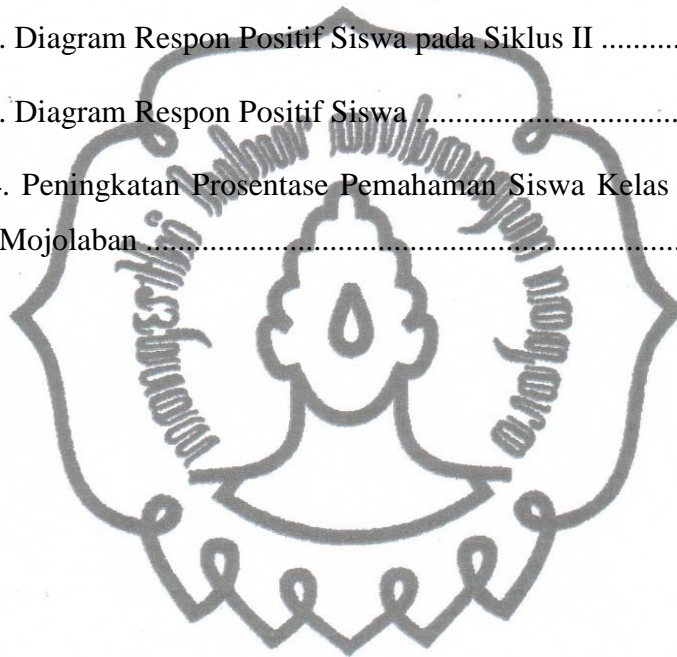 . Diagram Respon Positif Siswa pada Siklus II ..........
. Diagram Respon Positif Siswa ..................................
. Peningkatan Prosentase Pemahaman Siswa Kelas
Mojolaban ....................................................................